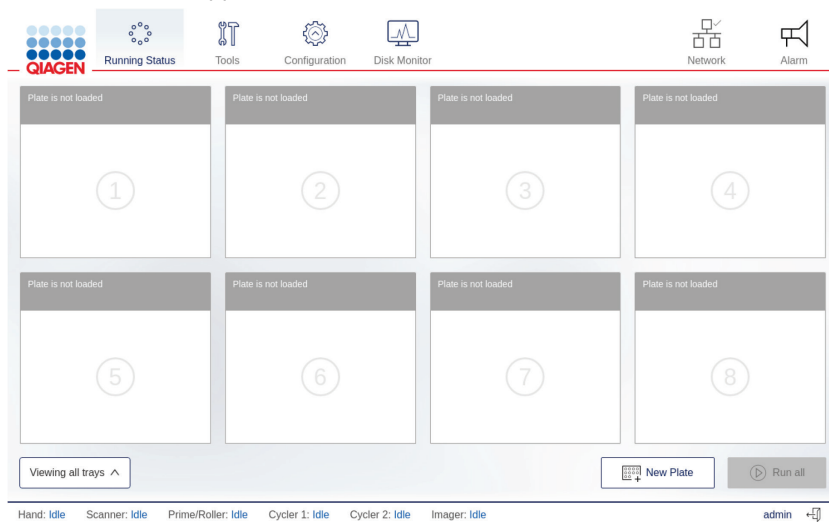 QIAGEN
Running Status Tools Configuration Disk Monitor Network Alarm
Plate is not loaded Plate is not loaded Plate is not loaded Plate is not loaded
1 2 3 4
Plate is not loaded Plate is not loaded Plate is not loaded Plate is not loaded
5 6 7 8
Viewing all trays New Plate Run all
Hand: Idle Scanner: Idle Prime/Roller: Idle Cycler 1: Idle Cycler 2: Idle Imager: Idle admin